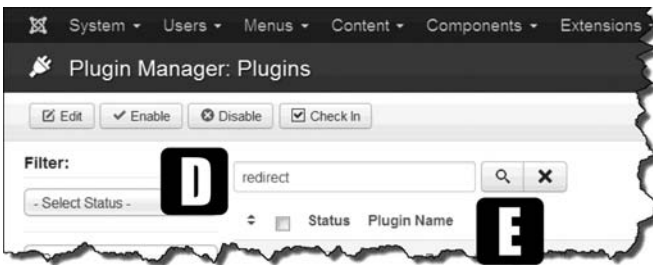 System Users Menus Content Components Extensions
Plugin Manager: Plugins
Edit Enable Disable Check In
Filter:
D
redirect
- Select Status -
Status Plugin Name
E